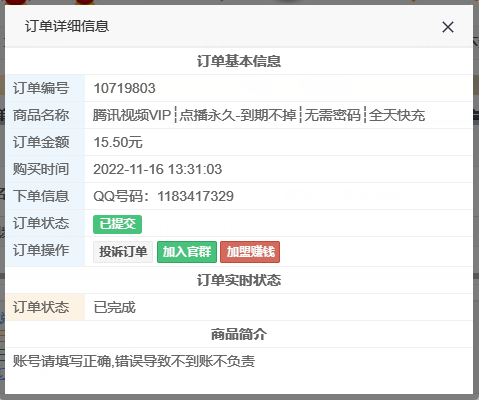 订单详细信息
订单基本信息
订单编号 10719803
商品名称 腾讯视频VIP┆点播永久-到期不掉┆无需密码┆全天快充
订单金额 15.50元
购买时间 2022-11-16 13:31:03
下单信息 QQ号码：1183417329
订单状态 已提交
订单操作 投诉订单 加入官群 加盟赚钱
订单实时状态
订单状态 已完成
商品简介
账号请填写正确,错误导致不到账不负责